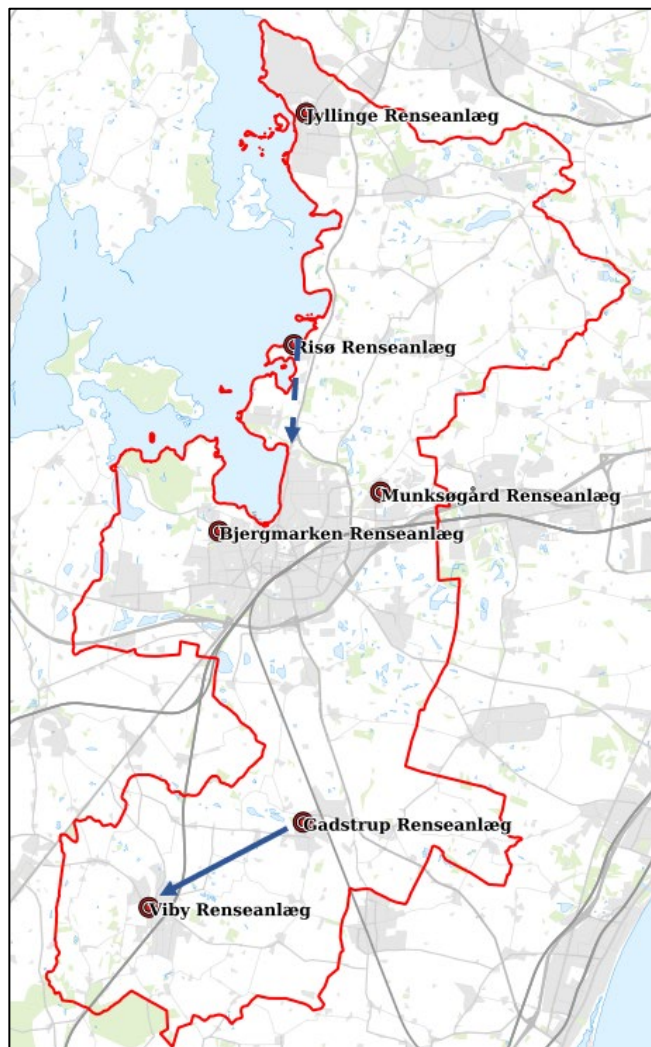 Jyllinge Renseanlæg
Risø Renseanlæg
Munksøgård Renseanlæg
Bjergmarken Renseanlæg
Gadstrup Renseanlæg
Viby Renseanlæg